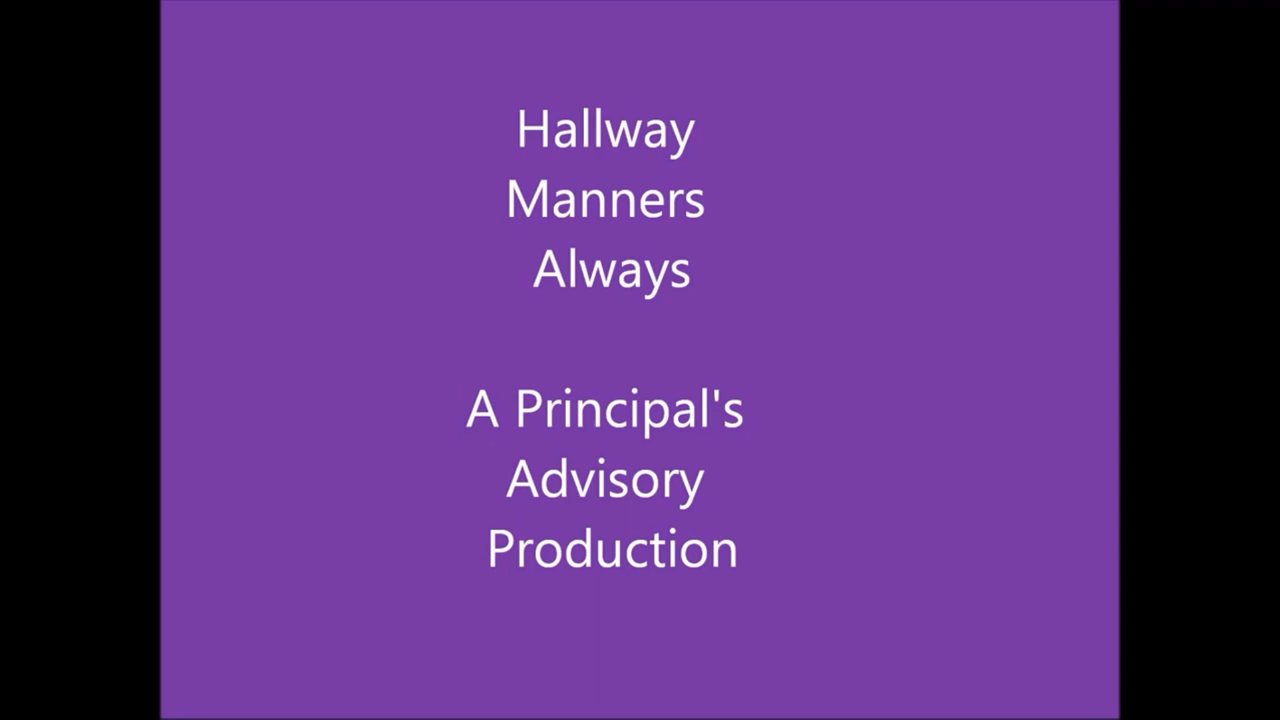 Hallway
Manners
Always
A Principal's
Advisory
Production